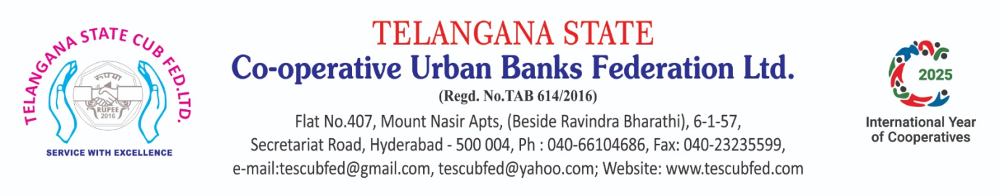 TELANGANA STATE CUB FED.LTD.
रुपया
RUPEE
2016
SERVICE WITH EXCELLENCE
TELANGANA STATE
Co-operative Urban Banks Federation Ltd.
(Regd. No.TAB 614/2016)
Flat No.407, Mount Nasir Apts, (Beside Ravindra Bharathi), 6-1-57,
Secretariat Road, Hyderabad - 500 004, Ph : 040-66104686, Fax: 040-23235599,
e-mail:tescubfed@gmail.com, tescubfed@yahoo.com; Website: www.tescubfed.com
2025
International Year
of Cooperatives